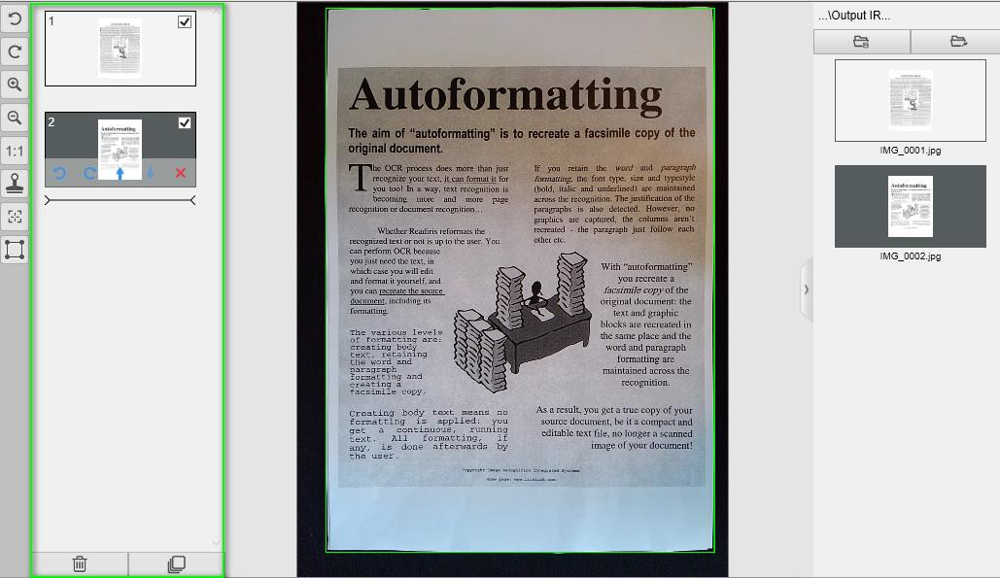 1
2
1:1
Autoformatting
The aim of “autoformatting” is to recreate a facsimile copy of the
original document.
The OCR process does more than just
recognize your text, it can format it for
you too! In a way, text recognition is
becoming more and more page
recognition or document recognition…
Whether Readiris reformats the
recognized text or not is up to the user. You
can perform OCR because
you just need the text, in
which case you will edit
and format it yourself, and
you can recreate the source
document, including its
formatting.
The various levels
of formatting are:
creating body
text, retaining
the word and
paragraph
formatting and
creating a
facsimile copy.
Creating body text means no
formatting is applied: you
get a continuous, running
text. All formatting, if
any, is done afterwards by
the user.
If you retain the word and paragraph
formatting, the font type, size and typestyle
(bold, italic and underlined) are maintained
across the recognition. The justification of the
paragraphs is also detected. However, no
graphics are captured, the columns aren't
recreated - the paragraph just follow each
other etc.
With “autoformatting”
you recreate a
facsimile copy of the
original document: the
text and graphic
blocks are recreated in
the same place and the
word and paragraph
formatting are
maintained across the
recognition.
As a result, you get a true copy of your
source document, be it a compact and
editable text file, no longer a scanned
image of your document!
Copyright Image Recognition Integrated Systems
Home page: www.irislink.com
...\Output IR...
IMG_0001.jpg
Autoformatting
IMG_0002.jpg